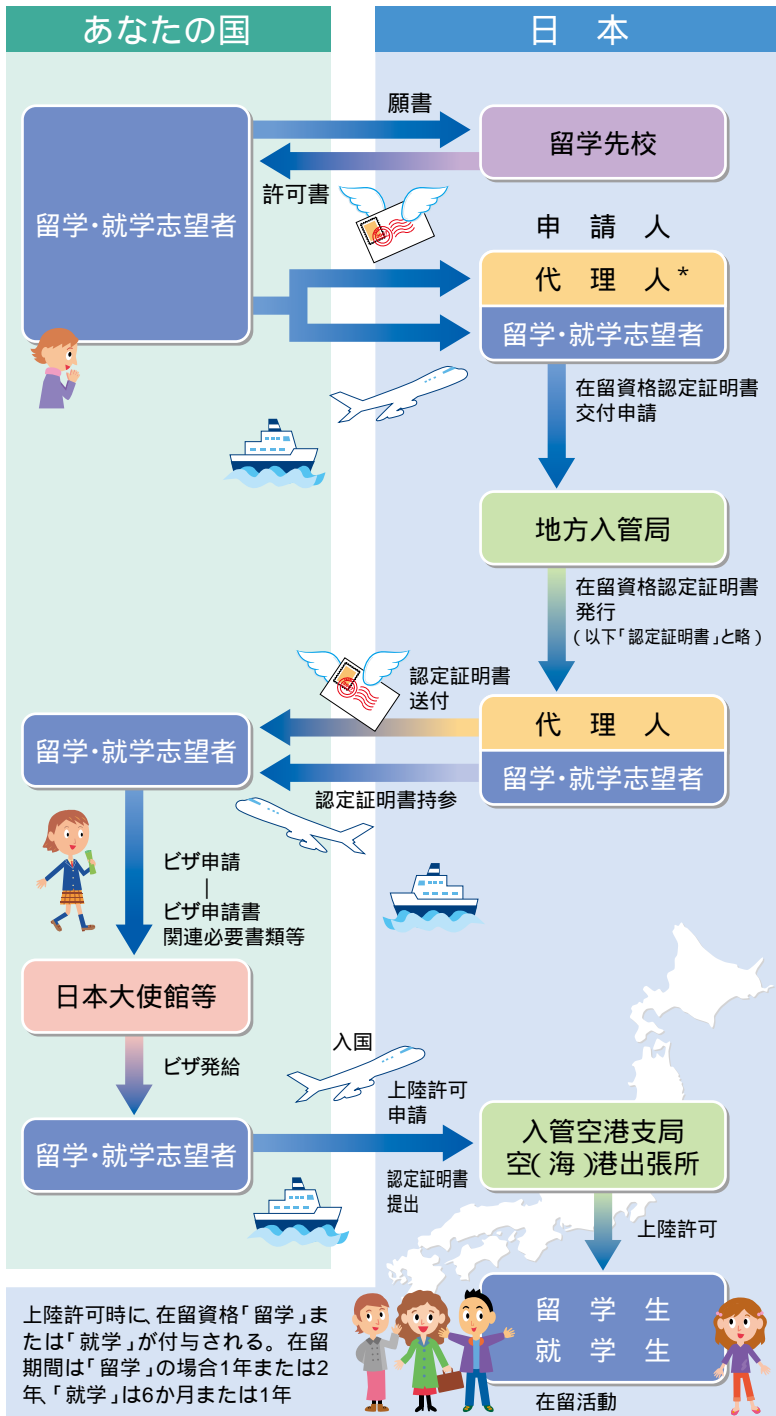 あなたの国
日 本
願書
留学先校
許可書
留学・就学志望者
申 請 人
代 理 人*
留学・就学志望者
在留資格認定証明書
交付申請
地方入管局
在留資格認定証明書
発行
(以下「認定証明書」と略)
認定証明書
送付
代 理 人
留学・就学志望者
留学・就学志望者
認定証明書持参
ビザ申請
|
ビザ申請書
関連必要書類等
日本大使館等
ビザ発給
入国
上陸許可
申請
留学・就学志望者
認定証明書
提出
入管空港支局
空(海)港出張所
上陸許可
留 学 生
就 学 生
在留活動
上陸許可時に、在留資格「留学」ま
たは「就学」が付与される。在留
期間は「留学」の場合1年または2
年、「就学」は6か月または1年